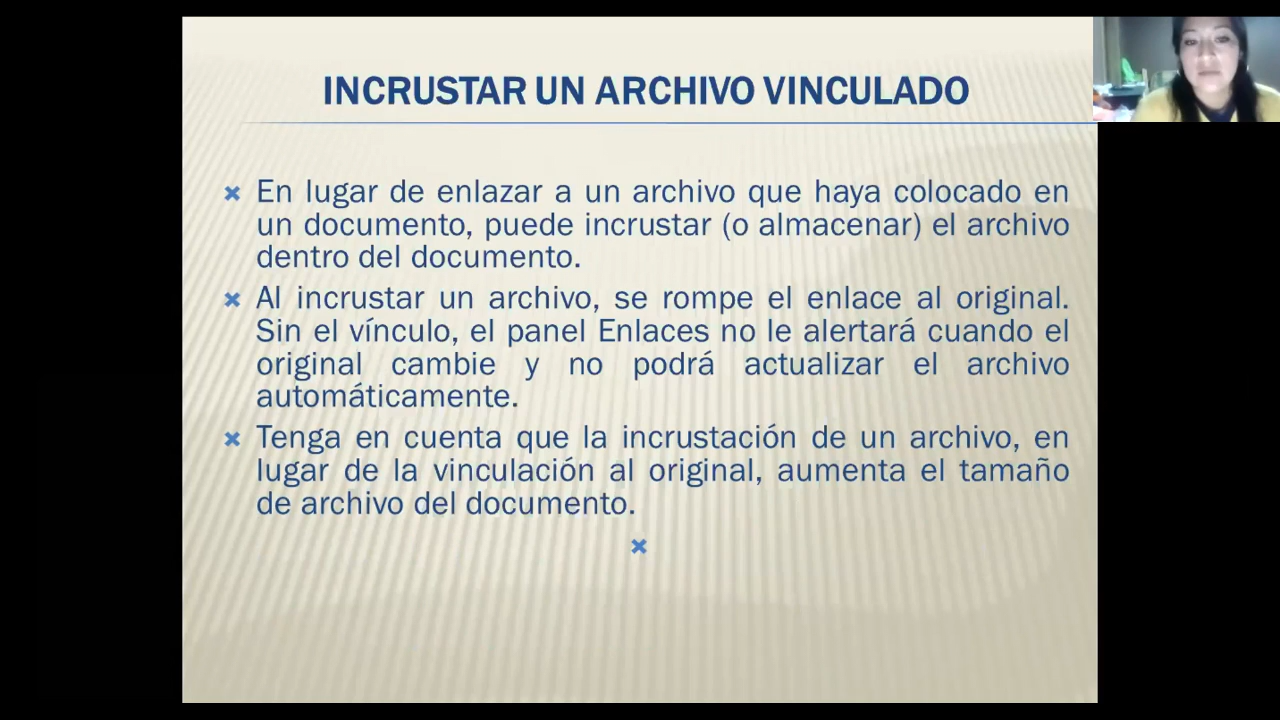 INCRUSTAR UN ARCHIVO VINCULADO
En lugar de enlazar a un archivo que haya colocado en
un documento, puede incrustar (o almacenar) el archivo
dentro del documento.
Al incrustar un archivo, se rompe el enlace al original.
Sin el vínculo, el panel Enlaces no le alertará cuando el
original cambie y no podrá actualizar el archivo
automáticamente.
Tenga en cuenta que la incrustación de un archivo, en
lugar de la vinculación al original, aumenta el tamaño
de archivo del documento.